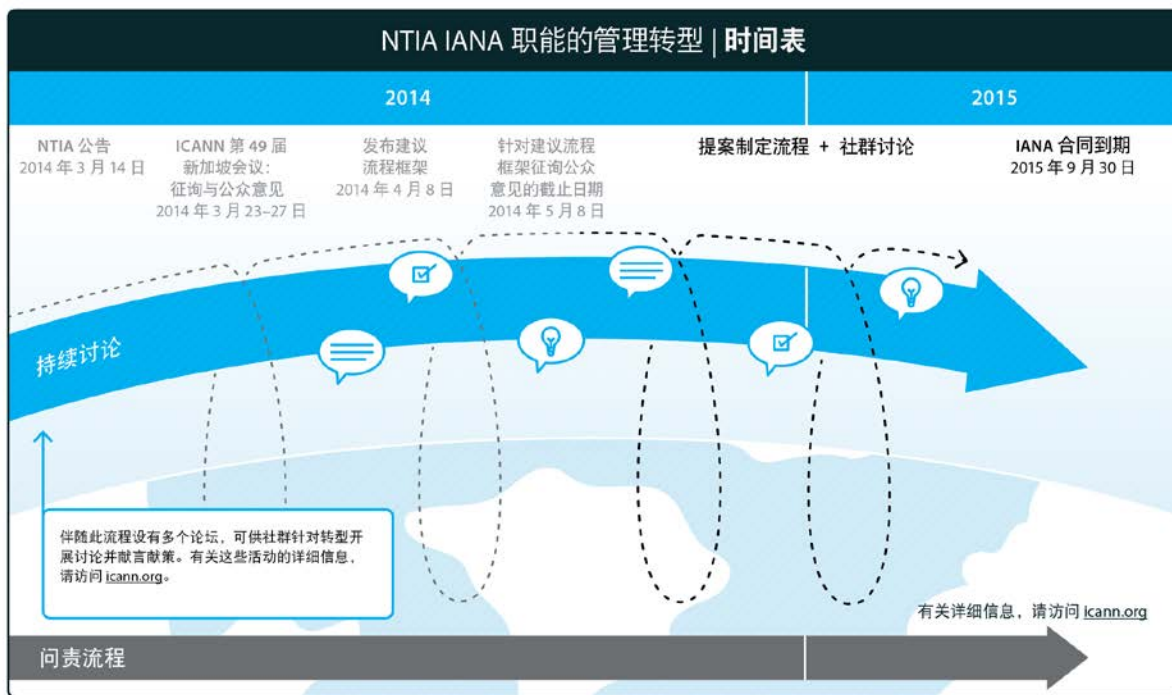 NTIA IANA 职能的管理转型 | 时间表
2014
2015
NTIA 公告
2014 年 3 月 14 日
ICANN 第 49 届
新加坡会议：
征询与公众意见
2014 年 3 月 23–27 日
发布建议
流程框架
2014 年 4 月 8 日
针对建议流程
框架征询公众
意见的截止日期
2014 年 5 月 8 日
提案制定流程 + 社群讨论
IANA 合同到期
2015 年 9 月 30 日
持续讨论
伴随此流程设有多个论坛，可供社群针对转型开
展讨论并献言献策。有关这些活动的详细信息，
请访问 icann.org。
有关详细信息，请访问 icann.org
问责流程